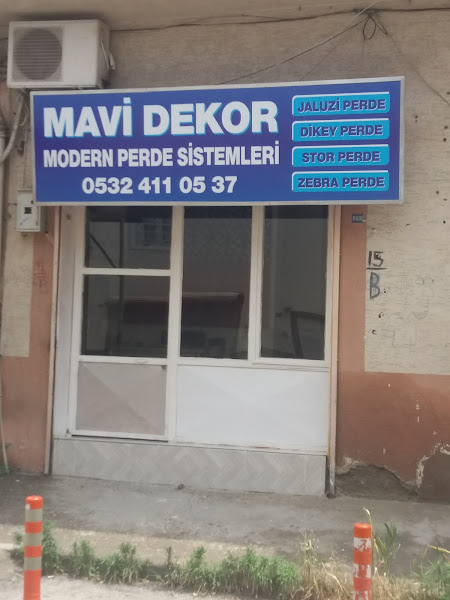 MAVİ DEKOR
MODERN PERDE SİSTEMLERİ
0532 411 05 37
JALUZİ PERDE
DİKEY PERDE
STOR PERDE
ZEBRA PERDE
15
B